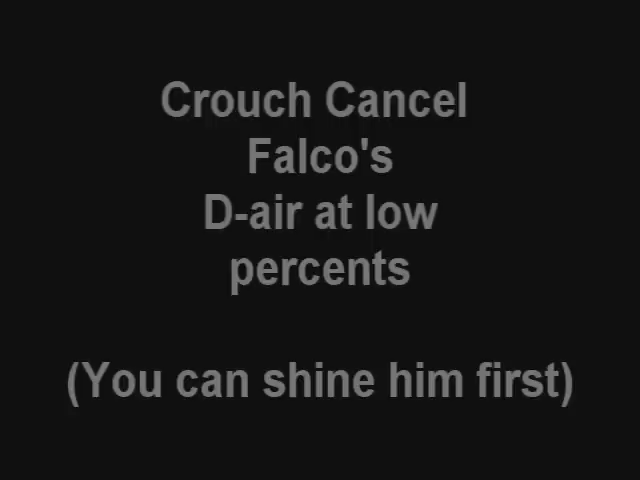 Crouch Cancel
Falco's
D-air at low
percents
(You can shine him first)